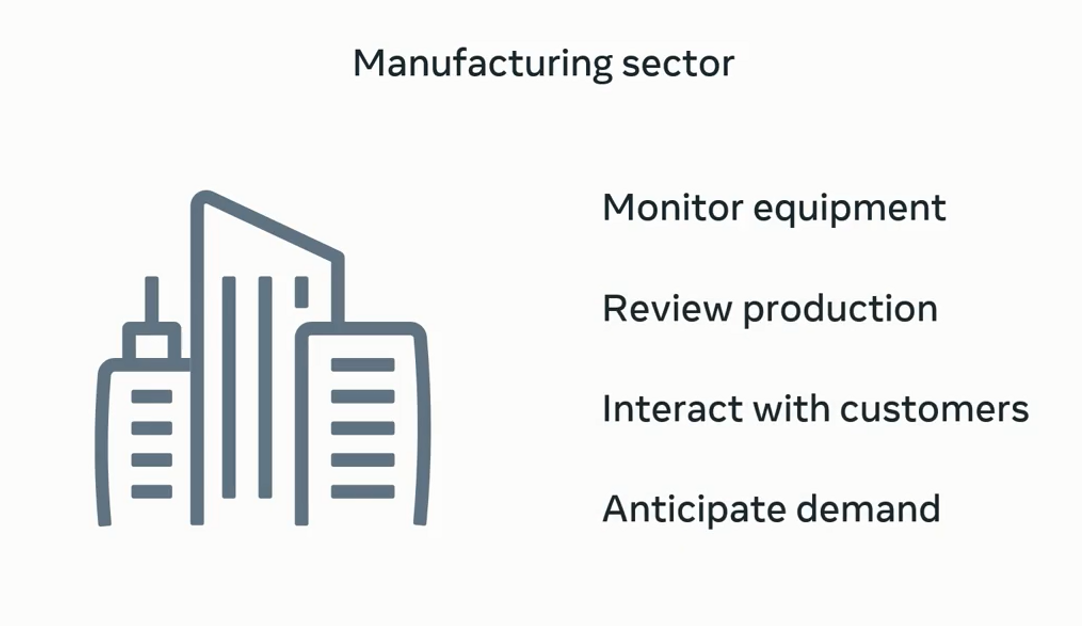 Manufacturing sector
Monitor equipment
Review production
Interact with customers
Anticipate demand